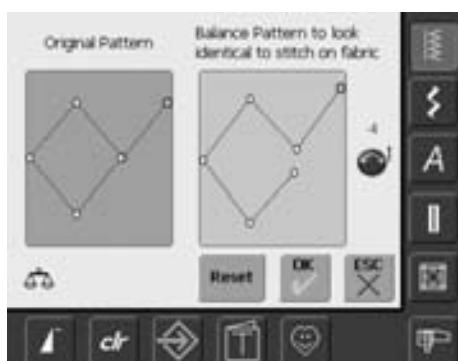 Original Pattern
Balance Pattern to look
identical to stitch on fabric
-4
A
Reset
OK
ESC
clr